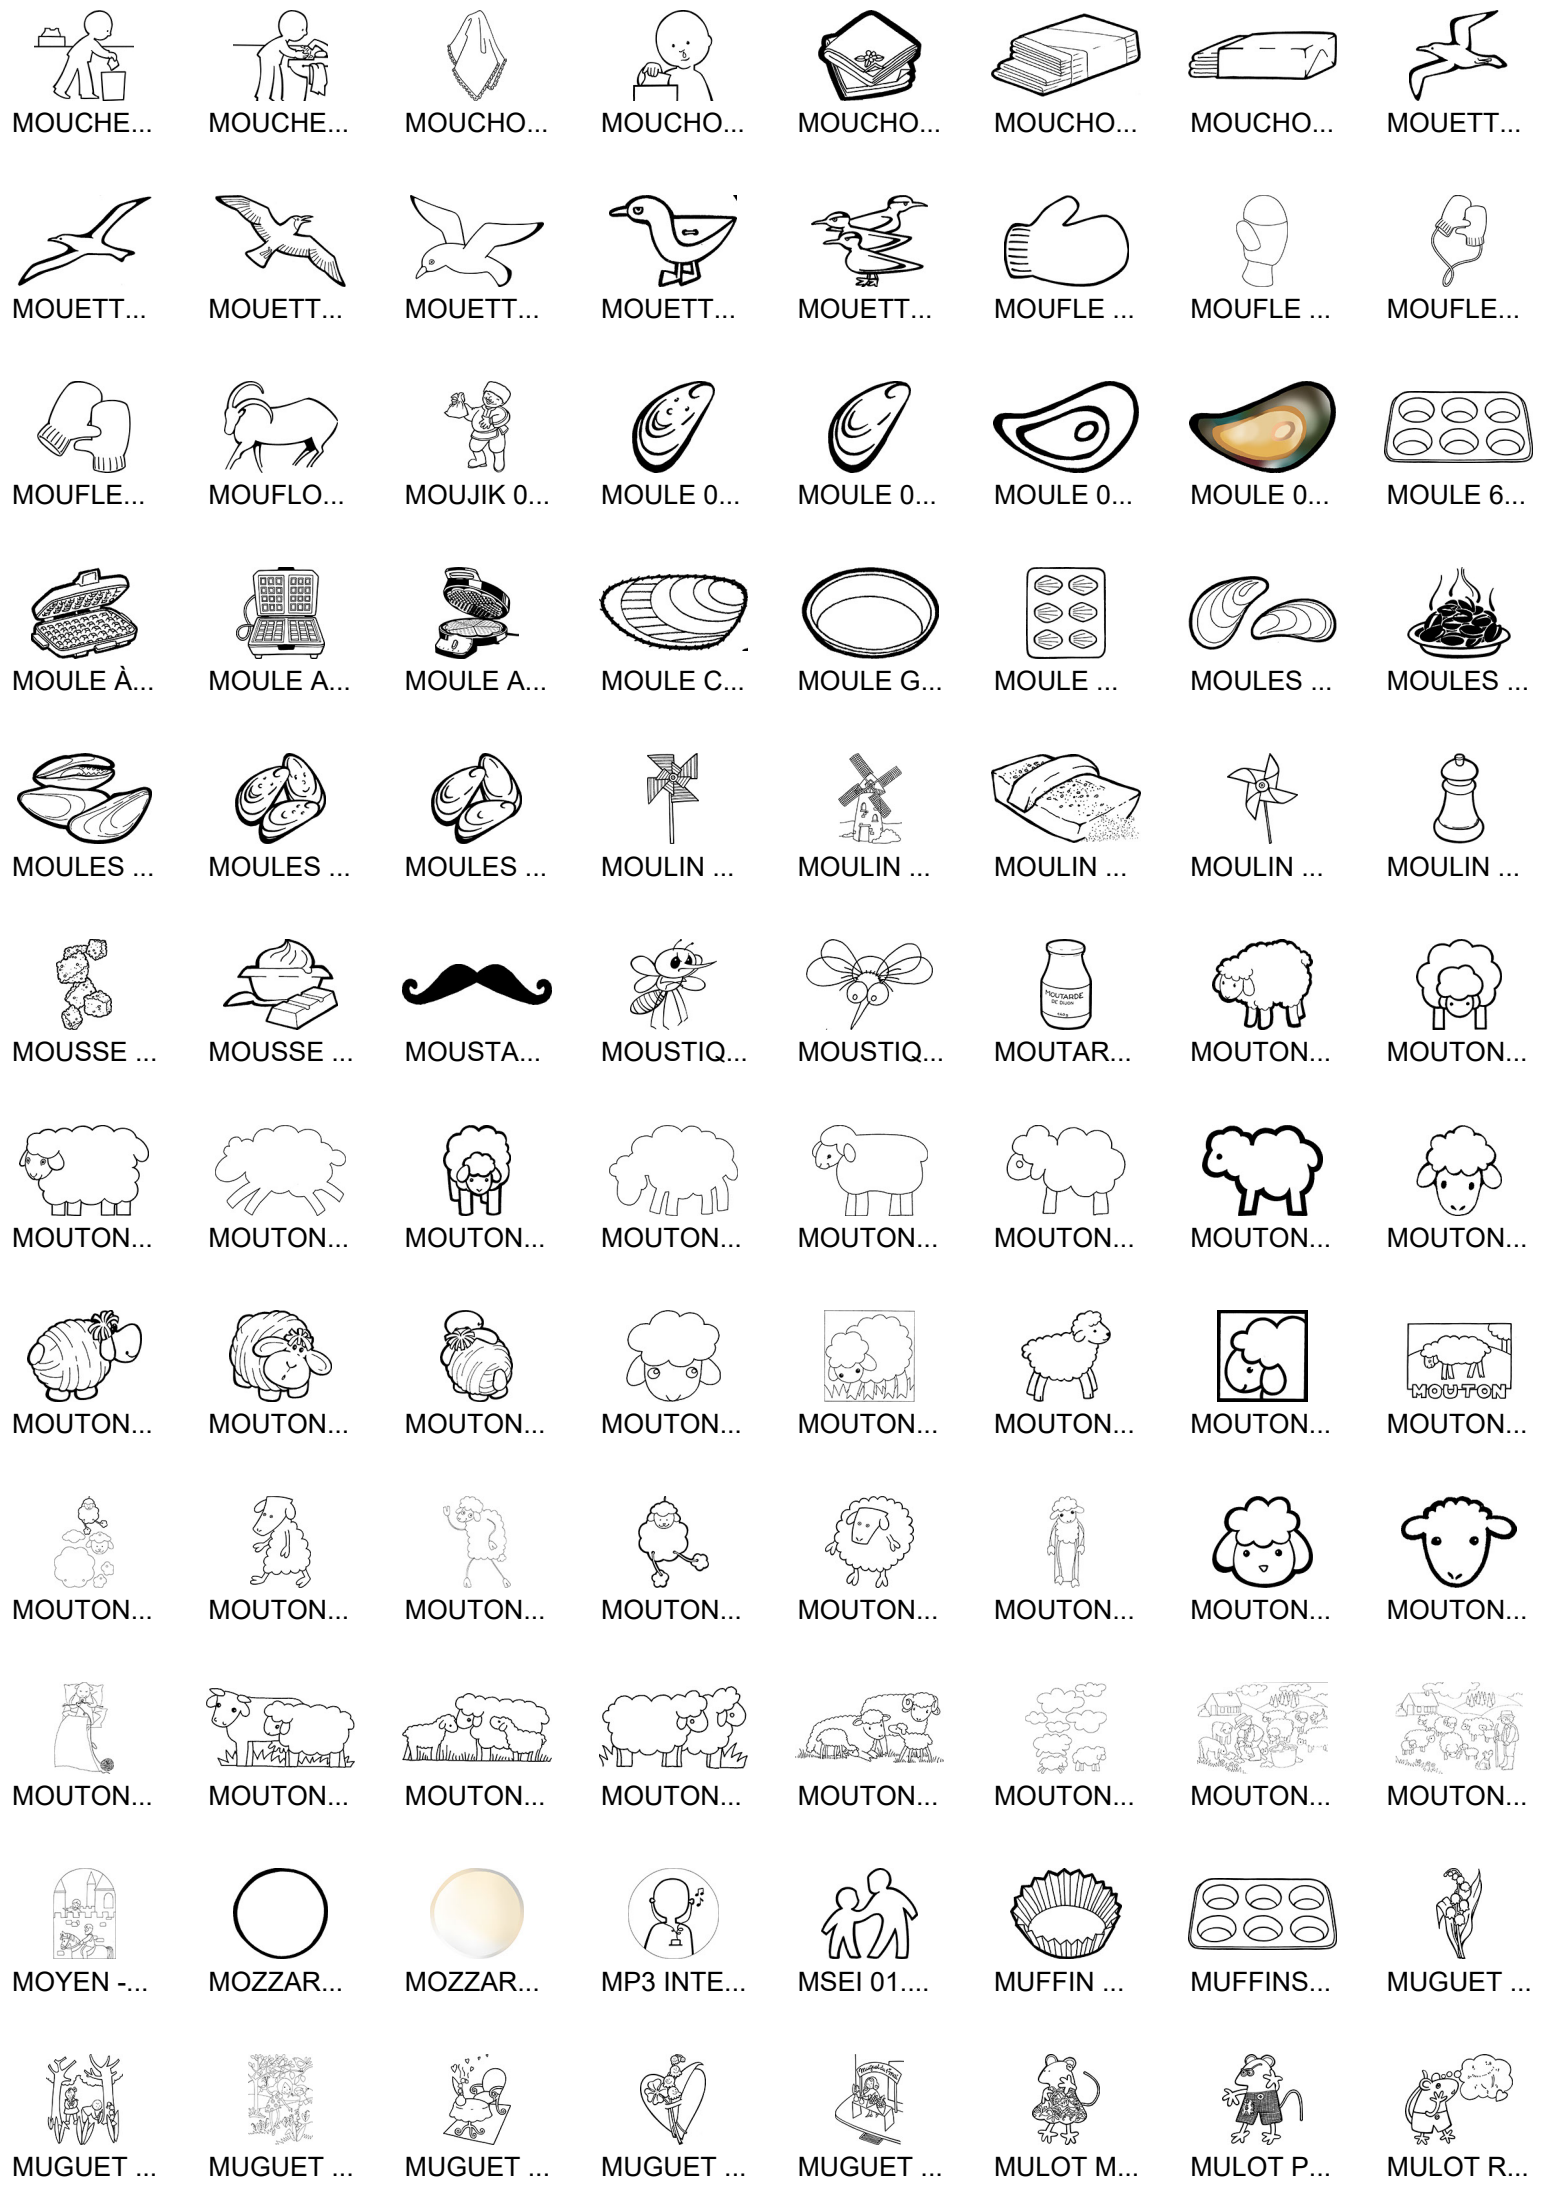 MOUCHE... MOUCHE... MOUCHO... MOUCHO... MOUCHO... MOUCHO... MOUCHO... MOUETT...
MOUETT... MOUETT... MOUETT... MOUETT... MOUETT... MOUFLE ... MOUFLE ... MOUFLE...
MOUFLE... MOUFLO... MOUJIK 0... MOULE 0... MOULE 0... MOULE 0... MOULE 0... MOULE 6...
MOULE À... MOULE A... MOULE A... MOULE C... MOULE G... MOULE ... MOULES ... MOULES ...
MOULES ... MOULES ... MOULES ... MOULIN ... MOULIN ... MOULIN ... MOULIN ... MOULIN ...
MOUTARDE
DE DIJON
MOUSSE ... MOUSSE ... MOUSTA... MOUSTIQ... MOUSTIQ... MOUTAR... MOUTON... MOUTON...
MOUTON... MOUTON... MOUTON... MOUTON... MOUTON... MOUTON... MOUTON... MOUTON...
MOUTON
MOUTON... MOUTON... MOUTON... MOUTON... MOUTON... MOUTON... MOUTON... MOUTON...
MOUTON... MOUTON... MOUTON... MOUTON... MOUTON... MOUTON... MOUTON... MOUTON...
MOUTON... MOUTON... MOUTON... MOUTON... MOUTON... MOUTON... MOUTON... MOUTON...
MOYEN -... MOZZAR... MOZZAR... MP3 INTE... MSEI 01.... MUFFIN ... MUFFINS... MUGUET ...
MUGUET ... MUGUET ... MUGUET ... MUGUET ... MUGUET ... MULOT M... MULOT P... MULOT R...